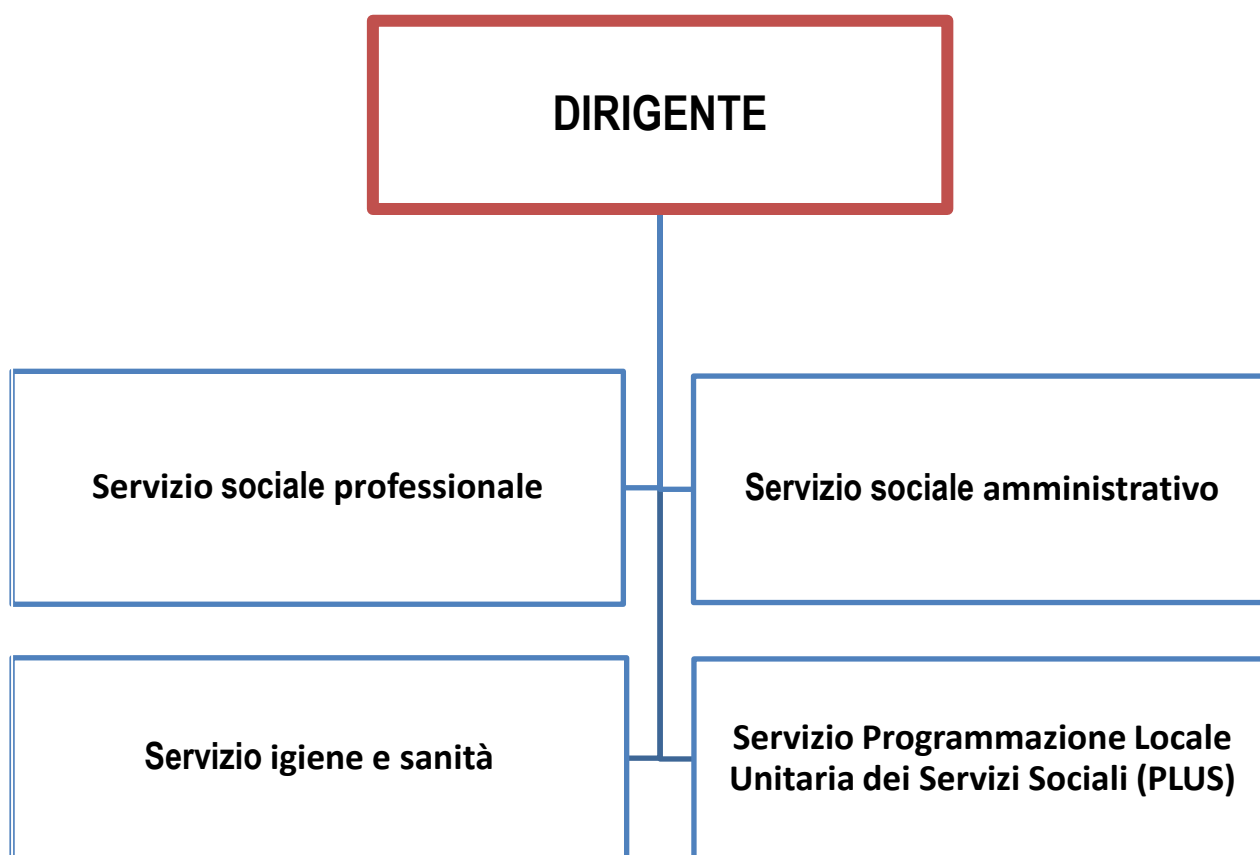 DIRIGENTE
Servizio sociale professionale
Servizio sociale amministrativo
Servizio igiene e sanità
Servizio Programmazione Locale
Unitaria dei Servizi Sociali (PLUS)